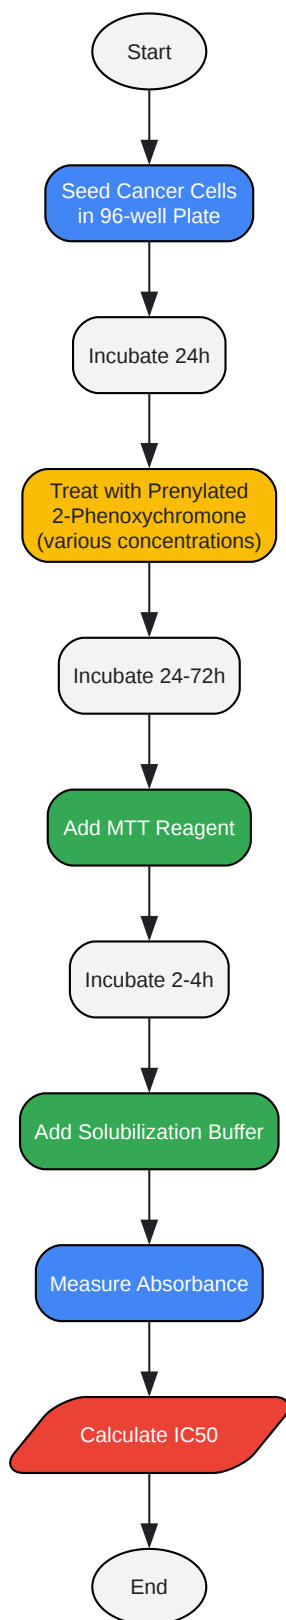 Start
Seed Cancer Cells
in 96-well Plate
Incubate 24h
Treat with Prenylated
2-Phenoxychromone
(various concentrations)
Incubate 24-72h
Add MTT Reagent
Incubate 2-4h
Add Solubilization Buffer
Measure Absorbance
Calculate IC50
End